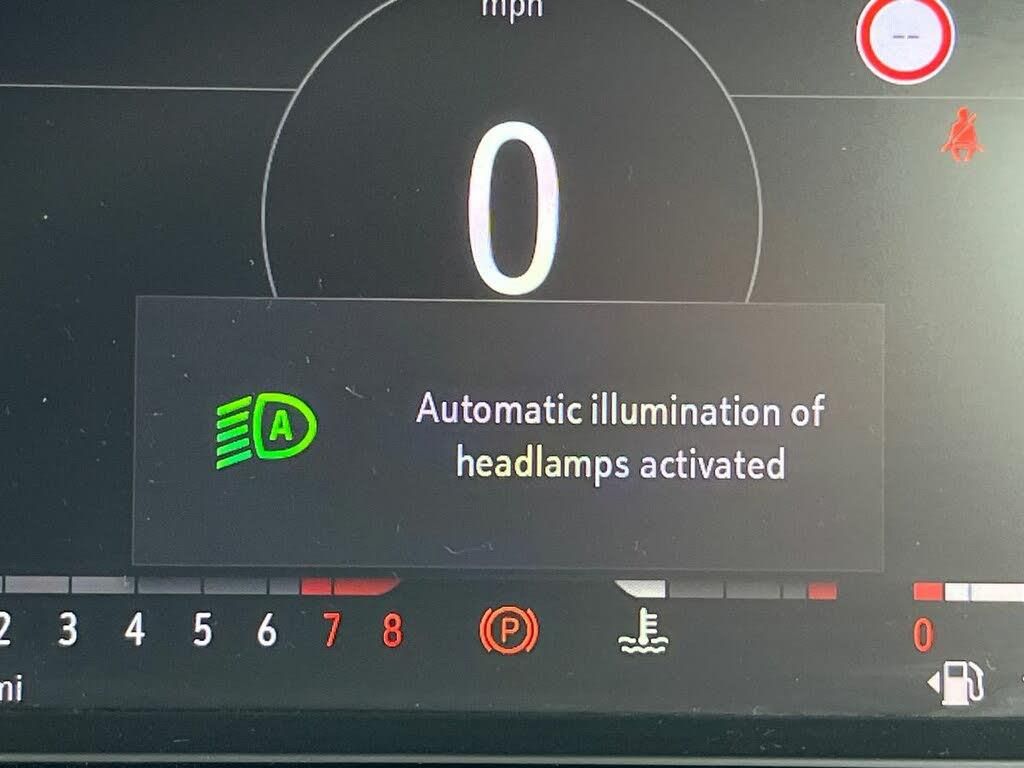 mph
--
0
A
Automatic illumination of
headlamps activated
2 3 4 5 6 7 8
P
0
mi